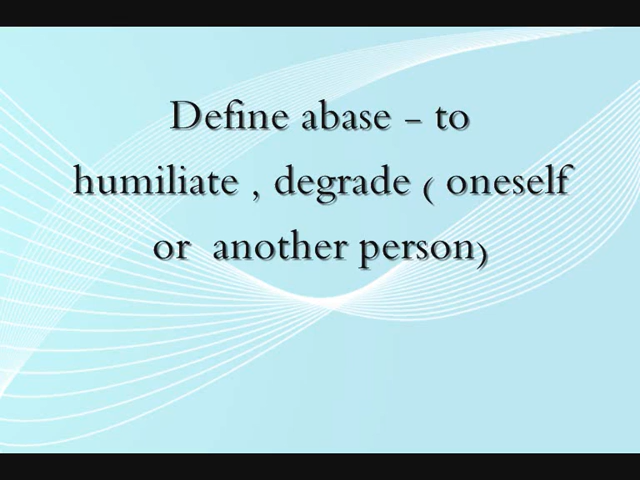 Define abase - to
humiliate , degrade ( oneself
or another person)